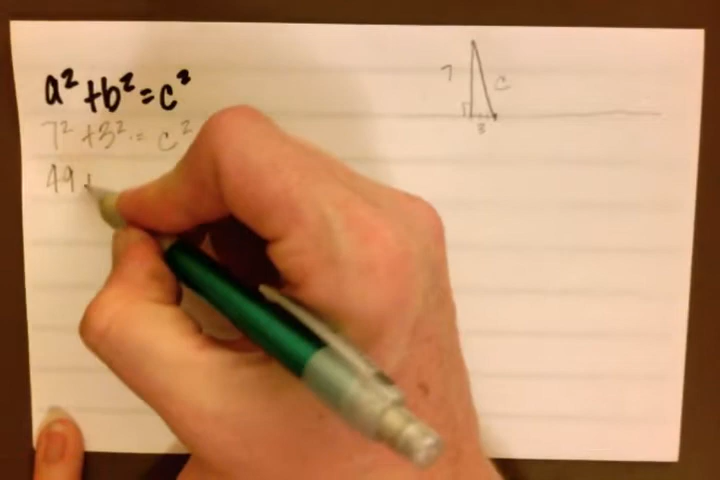 a² + b² = c²
7² + 3² = c²
49 +
7
c
3